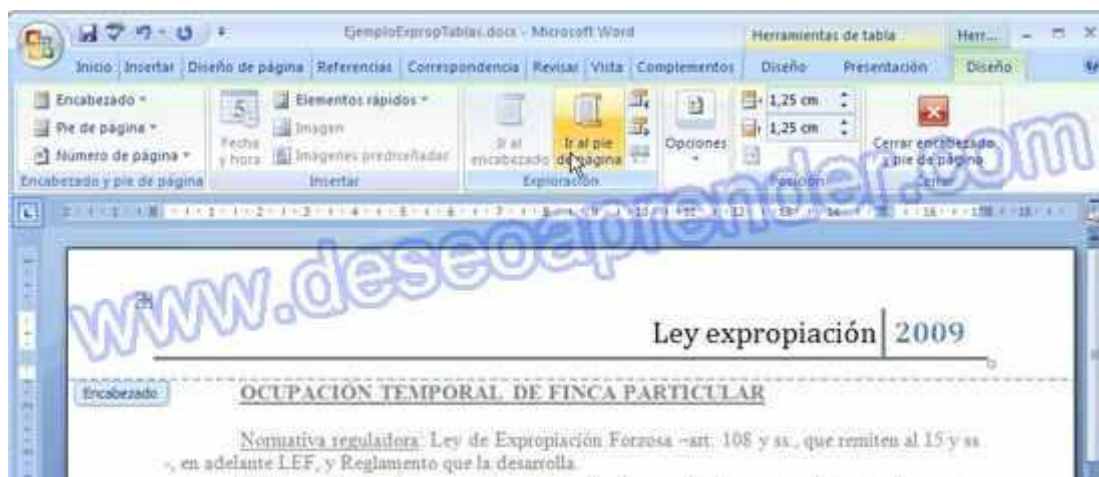 EjemploExpropTablas.docx - Microsoft Word
Herramientas de tabla
Herr...
Inicio Insertar Diseño de página Referencias Correspondencia Revisar Vista Complementos Diseño Presentación Diseño
Encabezado
Pie de página
Número de página
Encabezado y pie de página
5
Fecha y hora
Elementos rápidos
Imagen
Imágenes prediseñadas
Insertar
Ir al encabezado
Ir al pie de página
Exploración
Opciones
1,25 cm
1,25 cm
Posición
Cerrar encabezado y pie de página
Cerrar
www.deseoaprender.com
Ley expropiación 2009
Encabezado
OCUPACIÓN TEMPORAL DE FINCA PARTICULAR
Normativa reguladora: Ley de Expropiación Forzosa –art. 108 y ss., que remiten al 15 y ss
-, en adelante LEF, y Reglamento que la desarrolla.